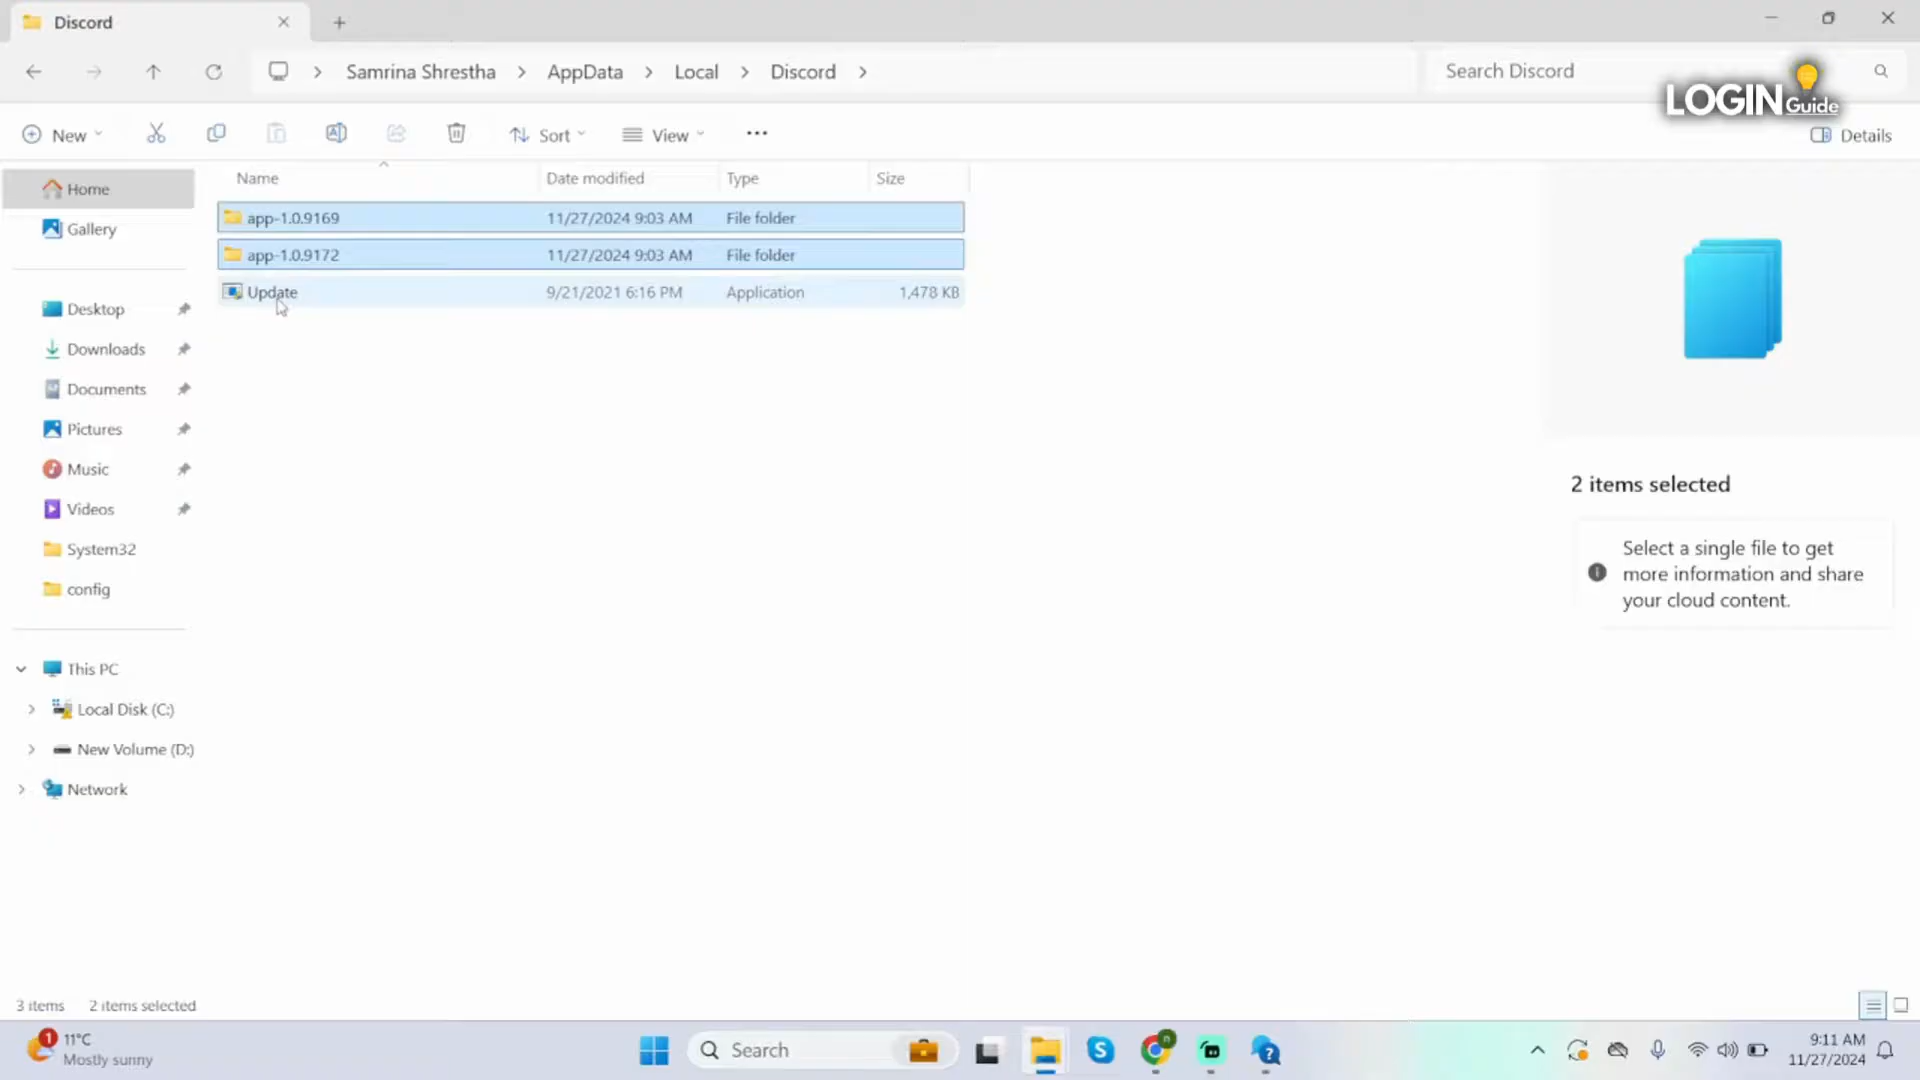 Discord
Samrina Shrestha
AppData
Local
Discord
Search Discord
LOGIN Guide
New
Sort
View
Details
Name
Date modified
Type
Size
app-1.0.9169
11/27/2024 9:03 AM
File folder
app-1.0.9172
11/27/2024 9:03 AM
File folder
Update
9/21/2021 6:16 PM
Application
1,478 KB
Home
Gallery
Desktop
Downloads
Documents
Pictures
Music
Videos
System32
config
This PC
Local Disk (C:)
New Volume (D:)
Network
2 items selected
Select a single file to get
more information and share
your cloud content.
3 items
2 items selected
1
11°C
Mostly sunny
Search
n
9:11 AM
11/27/2024